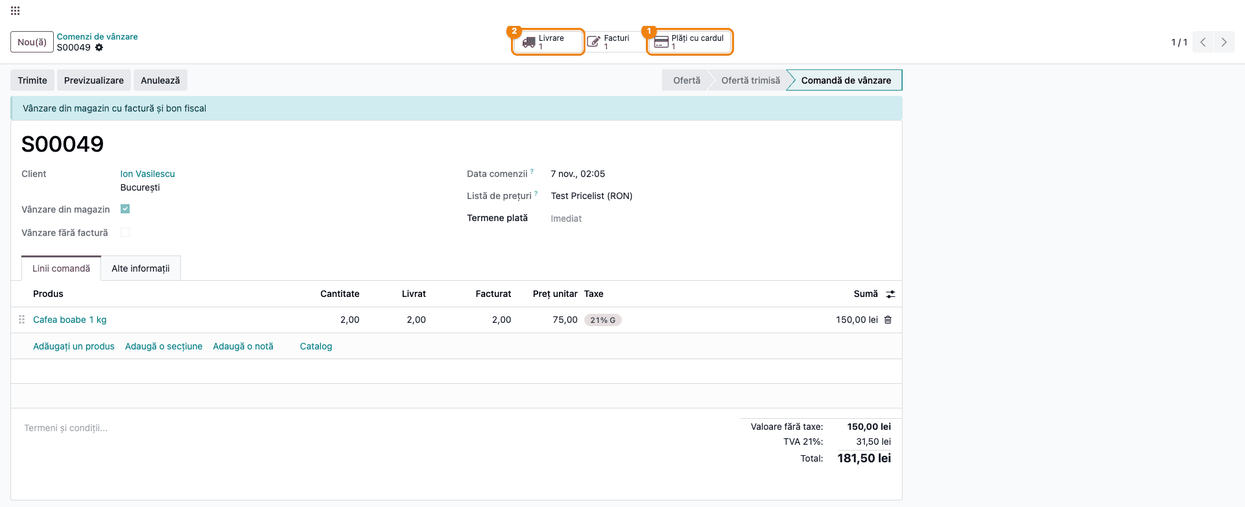 Nou(ă)
Comenzi de vânzare
S00049
2
Livrare
1
Facturi
1
1
Plăți cu cardul
1
1 / 1
Trimite
Previzualizare
Anulează
Ofertă
Ofertă trimisă
Comandă de vânzare
Vânzare din magazin cu factură și bon fiscal
S00049
Client
Ion Vasilescu
București
Data comenzii ?
7 nov., 02:05
Listă de prețuri ?
Test Pricelist (RON)
Vânzare din magazin
Termene plată
Imediat
Vânzare fără factură
Linii comandă
Alte informații
Produs Cantitate Livrat Facturat Preț unitar Taxe Sumă
Cafea boabe 1 kg 2,00 2,00 2,00 75,00 21% G 150,00 lei
Adăugați un produs Adaugă o secțiune Adaugă o notă Catalog
Termeni și condiții...
Valoare fără taxe: 150,00 lei
TVA 21%: 31,50 lei
Total: 181,50 lei